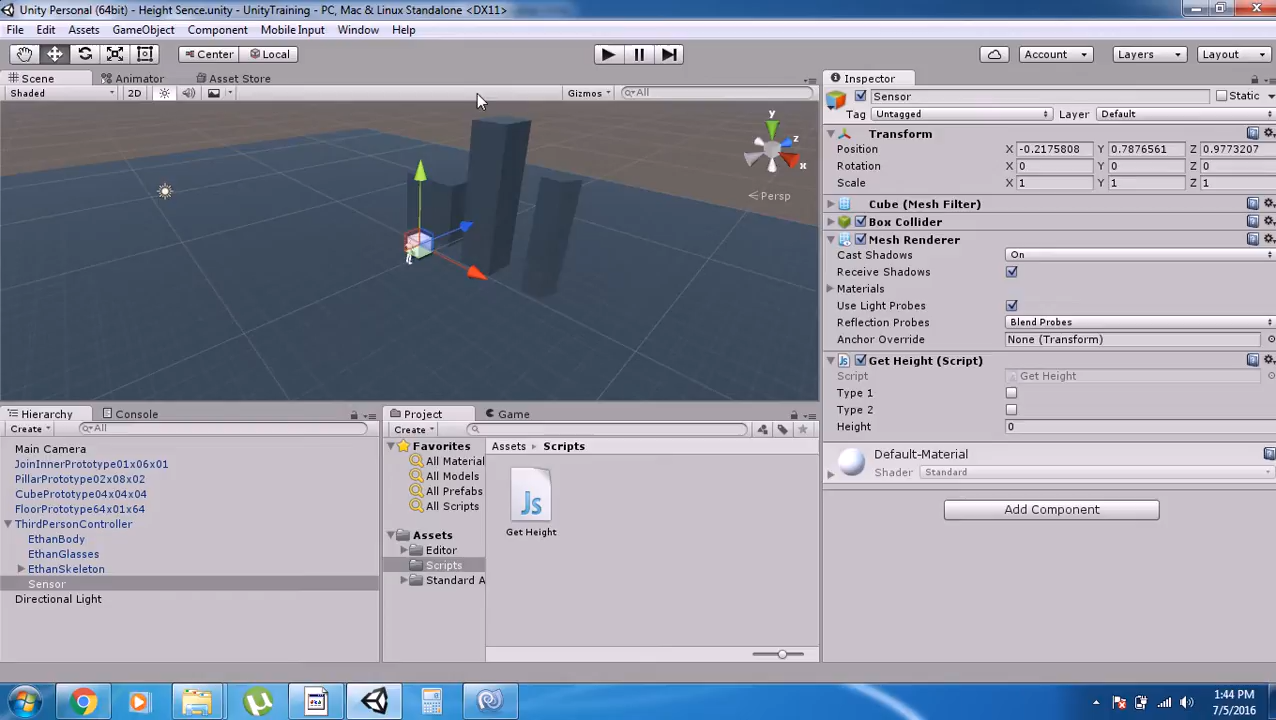 Unity Personal (64bit) - Height Sence.unity - UnityTraining - PC, Mac & Linux Standalone <DX11>
File Edit Assets GameObject Component Mobile Input Window Help
Center Local Account Layers Layout
Scene Animator Asset Store
Shaded 2D Gizmos All
y
z
x
Persp
Inspector
Sensor Static
Tag Untagged Layer Default
Transform
Position X -0.2175808 Y 0.7876561 Z 0.9773207
Rotation X 0 Y 0 Z 0
Scale X 1 Y 1 Z 1
Cube (Mesh Filter)
Box Collider
Mesh Renderer
Cast Shadows On
Receive Shadows
Materials
Use Light Probes
Reflection Probes Blend Probes
Anchor Override None (Transform)
Js Get Height (Script)
Script Get Height
Type 1
Type 2
Height 0
Default-Material
Shader Standard
Add Component
Hierarchy Console
Create All
Main Camera
JoinInnerPrototype01x06x01
PillarPrototype02x08x02
CubePrototype04x04x04
FloorPrototype64x01x64
ThirdPersonController
EthanBody
EthanGlasses
EthanSkeleton
Sensor
Directional Light
Project Game
Create
Favorites
All Material
All Models
All Prefabs
All Scripts
Assets
Editor
Scripts
Standard A
Assets Scripts
Js
Get Height
1:44 PM
7/5/2016